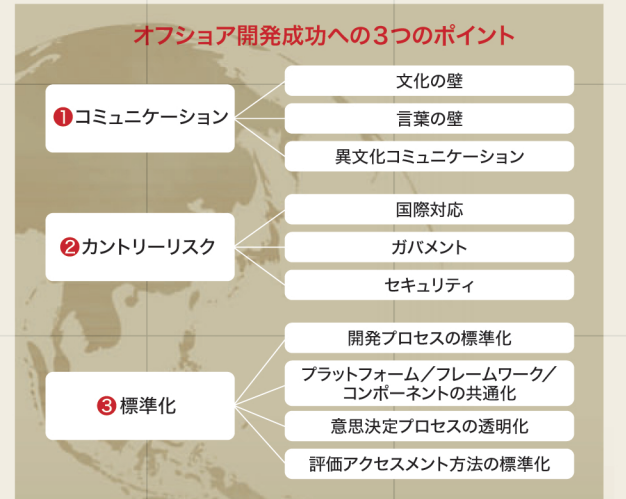 オフショア開発成功への3つのポイント
❶コミュニケーション
文化の壁
言葉の壁
異文化コミュニケーション
❷カントリーリスク
国際対応
ガバメント
セキュリティ
❸標準化
開発プロセスの標準化
プラットフォーム／フレームワーク／
コンポーネントの共通化
意思決定プロセスの透明化
評価アクセスメント方法の標準化